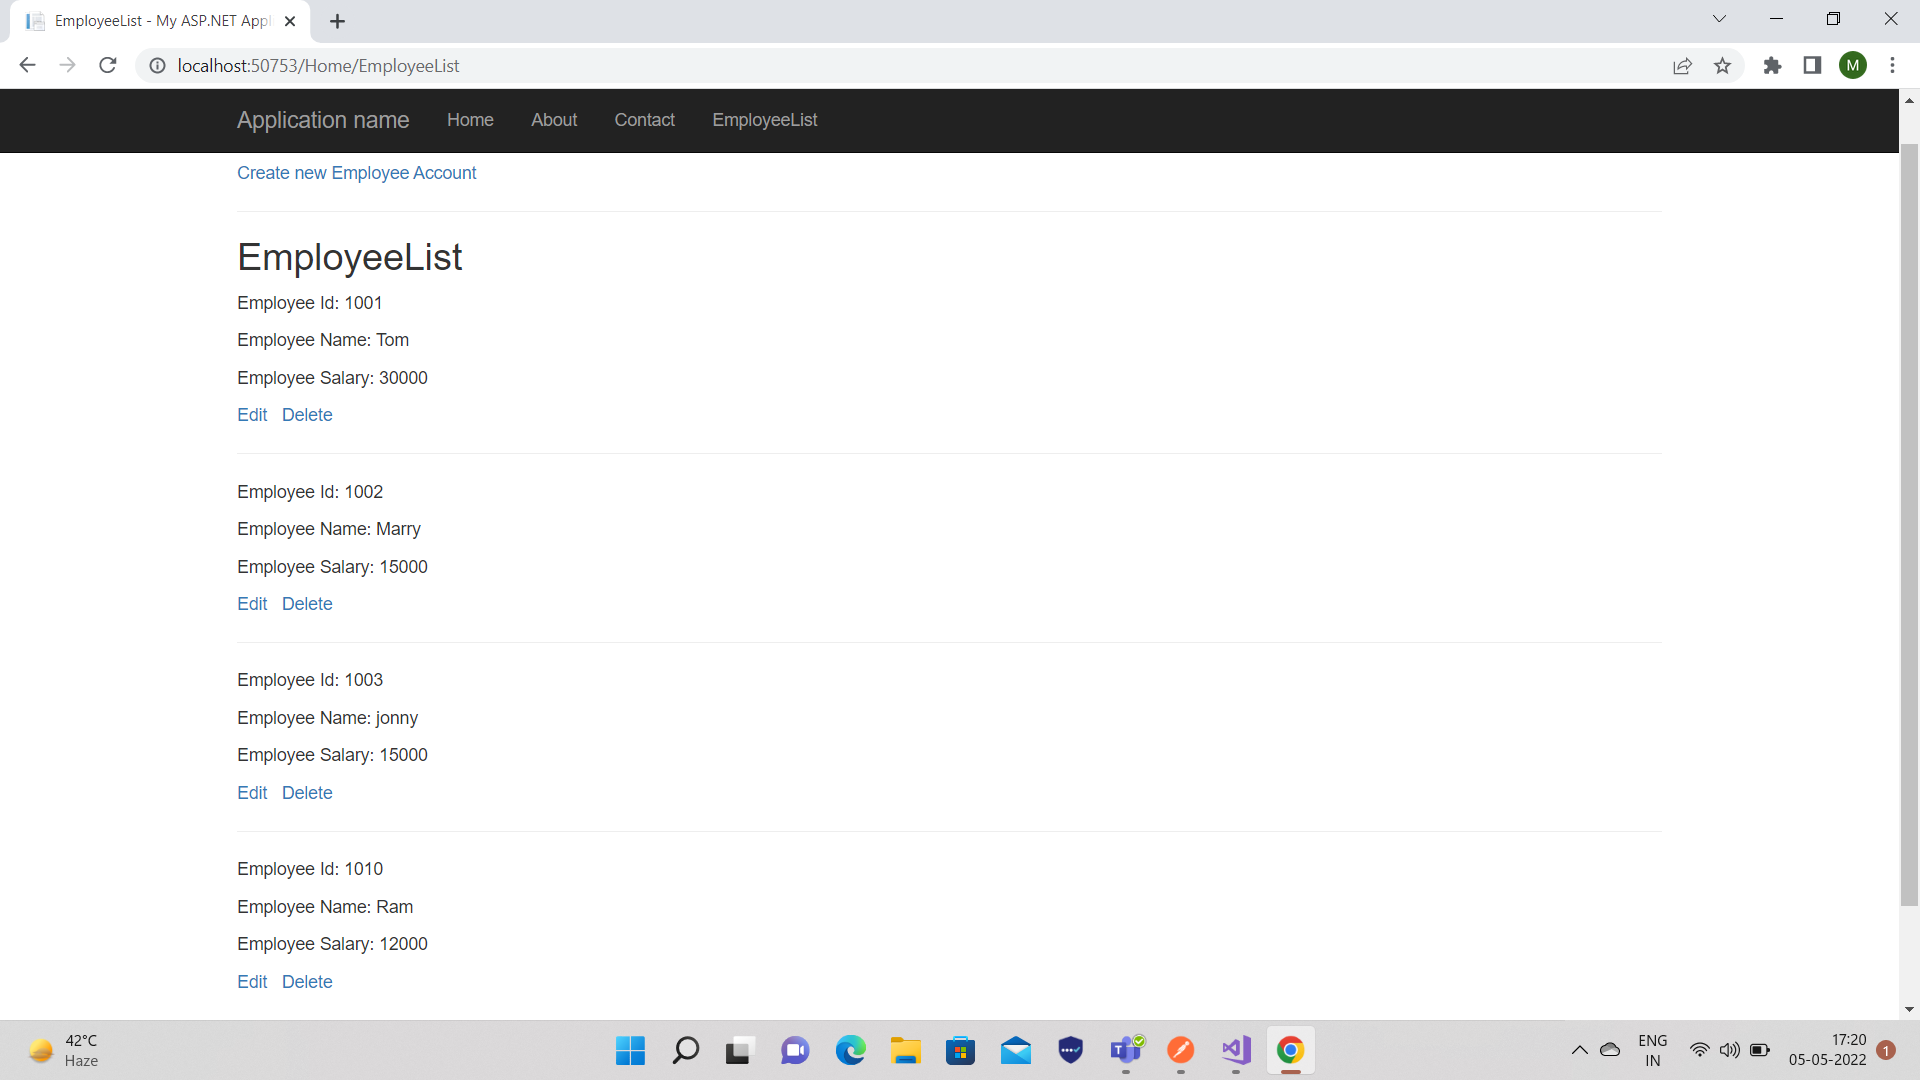 EmployeeList - My ASP.NET Appl
localhost:50753/Home/EmployeeList
M
Application name Home About Contact EmployeeList
Create new Employee Account
EmployeeList
Employee Id: 1001
Employee Name: Tom
Employee Salary: 30000
Edit Delete
Employee Id: 1002
Employee Name: Marry
Employee Salary: 15000
Edit Delete
Employee Id: 1003
Employee Name: jonny
Employee Salary: 15000
Edit Delete
Employee Id: 1010
Employee Name: Ram
Employee Salary: 12000
Edit Delete
42°C
Haze
T
ENG
IN
17:20
05-05-2022
1